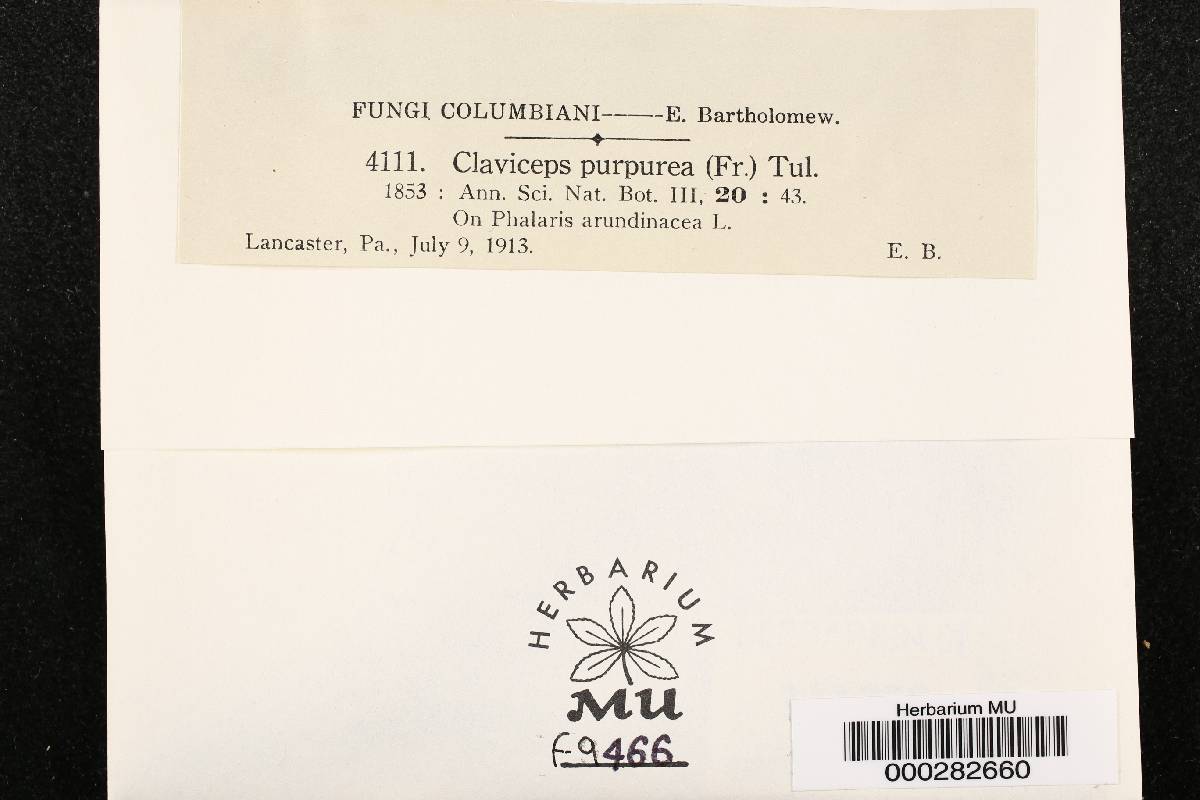 FUNGI COLUMBIANI———E. Bartholomew.
4111. Claviceps purpurea (Fr.) Tul.
1853 : Ann. Sci. Nat. Bot. III, 20 : 43.
On Phalaris arundinacea L.
Lancaster, Pa., July 9, 1913. E. B.
HERBARIUM
MU
F-9466
Herbarium MU
000282660